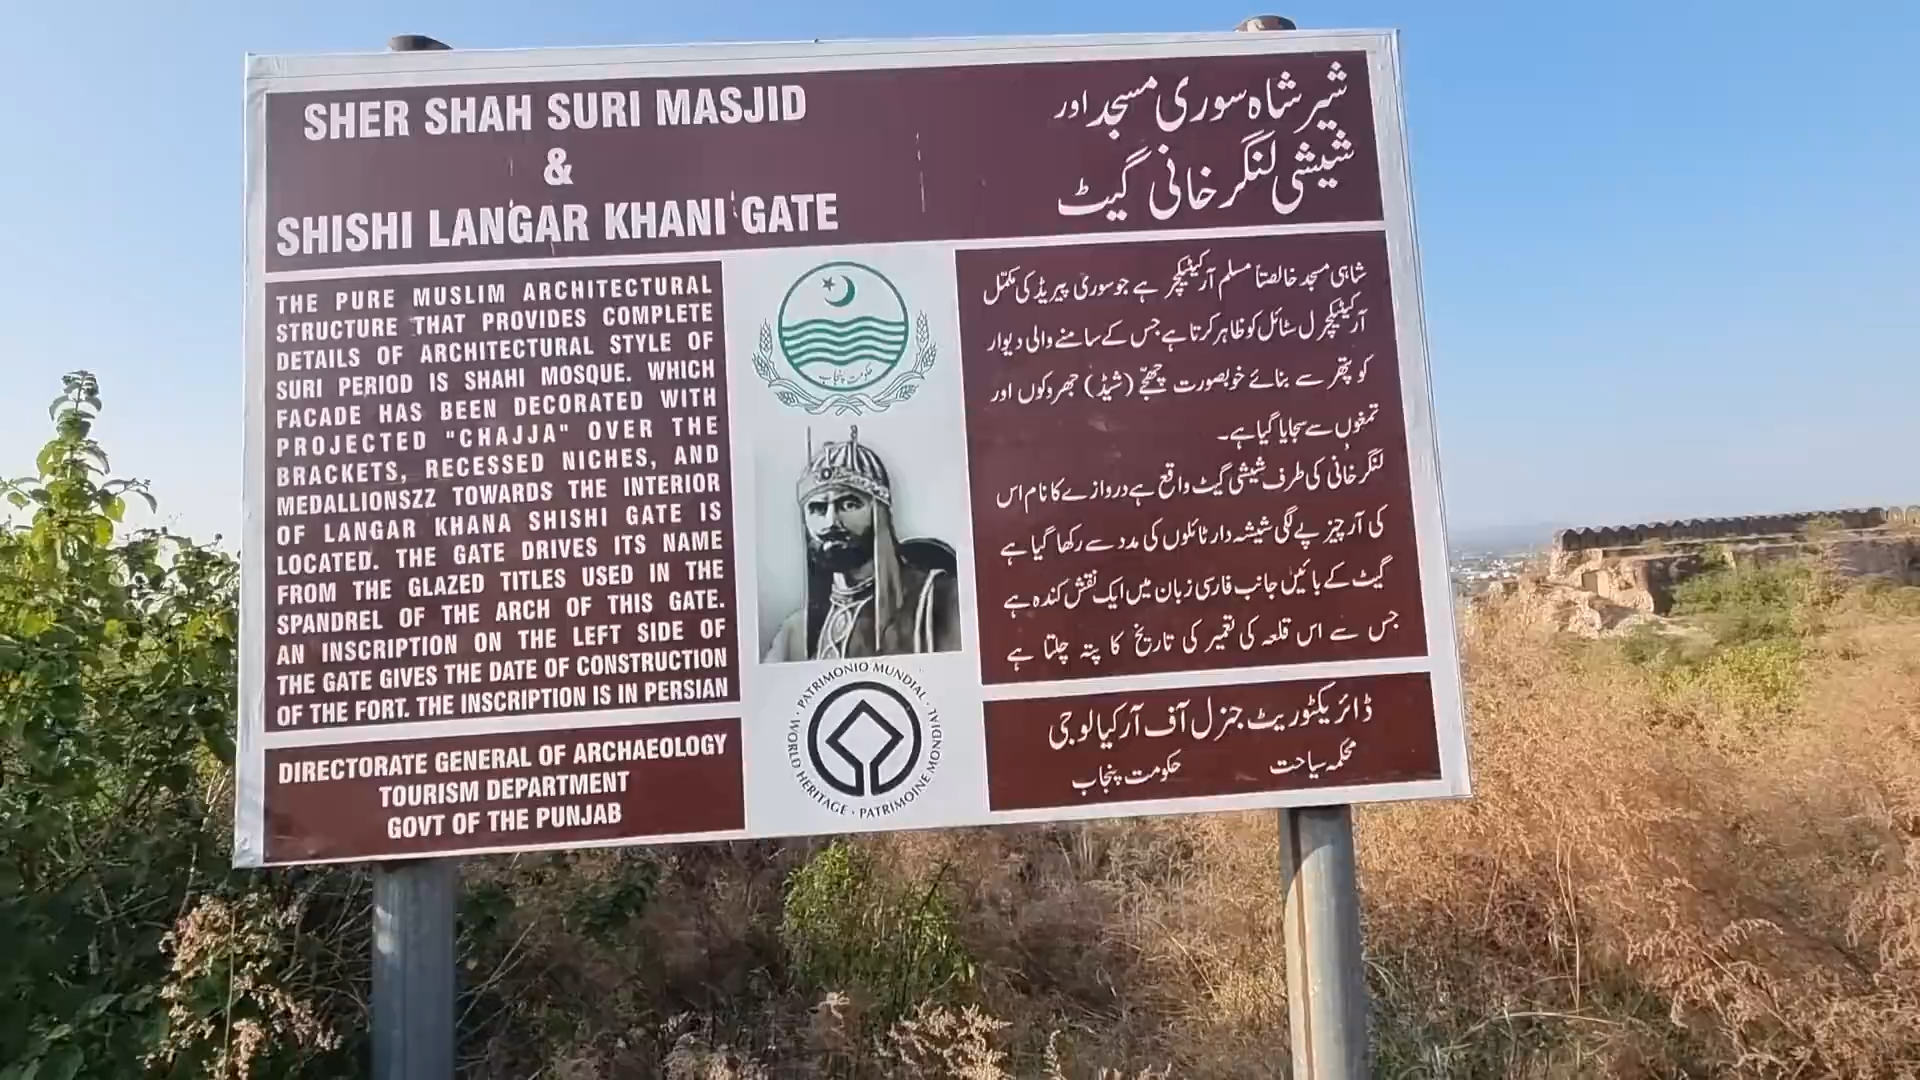 SHER SHAH SURI MASJID
&
SHISHI LANGAR KHANI GATE
شیر شاہ سوری مسجد اور
شیشی لنگر خانی گیٹ
THE PURE MUSLIM ARCHITECTURAL
STRUCTURE THAT PROVIDES COMPLETE
DETAILS OF ARCHITECTURAL STYLE OF
SURI PERIOD IS SHAHI MOSQUE. WHICH
FACADE HAS BEEN DECORATED WITH
PROJECTED "CHAJJA" OVER THE
BRACKETS, RECESSED NICHES, AND
MEDALLIONSZZ TOWARDS THE INTERIOR
OF LANGAR KHANA SHISHI GATE IS
LOCATED. THE GATE DRIVES ITS NAME
FROM THE GLAZED TITLES USED IN THE
SPANDREL OF THE ARCH OF THIS GATE.
AN INSCRIPTION ON THE LEFT SIDE OF
THE GATE GIVES THE DATE OF CONSTRUCTION
OF THE FORT. THE INSCRIPTION IS IN PERSIAN
حکومت پنجاب
شاہی مسجد خالصتاً مسلم آرکیٹیکچر ہے جو سوری پیریڈ کی مکمل
آرکیٹیکچرل سٹائل کو ظاہر کرتا ہے جس کے سامنے والی دیوار
کو پتھر سے بنائے خوبصورت چھجے (شیڈ) جھروکوں اور
تمغوں سے سجایا گیا ہے۔
لنگر خانی کی طرف شیشی گیٹ واقع ہے دروازے کا نام اس
کی آرچیز پے لگی شیشہ دار ٹائلوں کی مدد سے رکھا گیا ہے
گیٹ کے بائیں جانب فارسی زبان میں ایک نقش کندہ ہے
جس سے اس قلعہ کی تعمیر کی تاریخ کا پتہ چلتا ہے
WORLD HERITAGE · PATRIMONIO MUNDIAL · PATRIMOINE MONDIAL ·
DIRECTORATE GENERAL OF ARCHAEOLOGY
TOURISM DEPARTMENT
GOVT OF THE PUNJAB
ڈائریکٹوریٹ جنرل آف آرکیالوجی
محکمہ سیاحت حکومت پنجاب